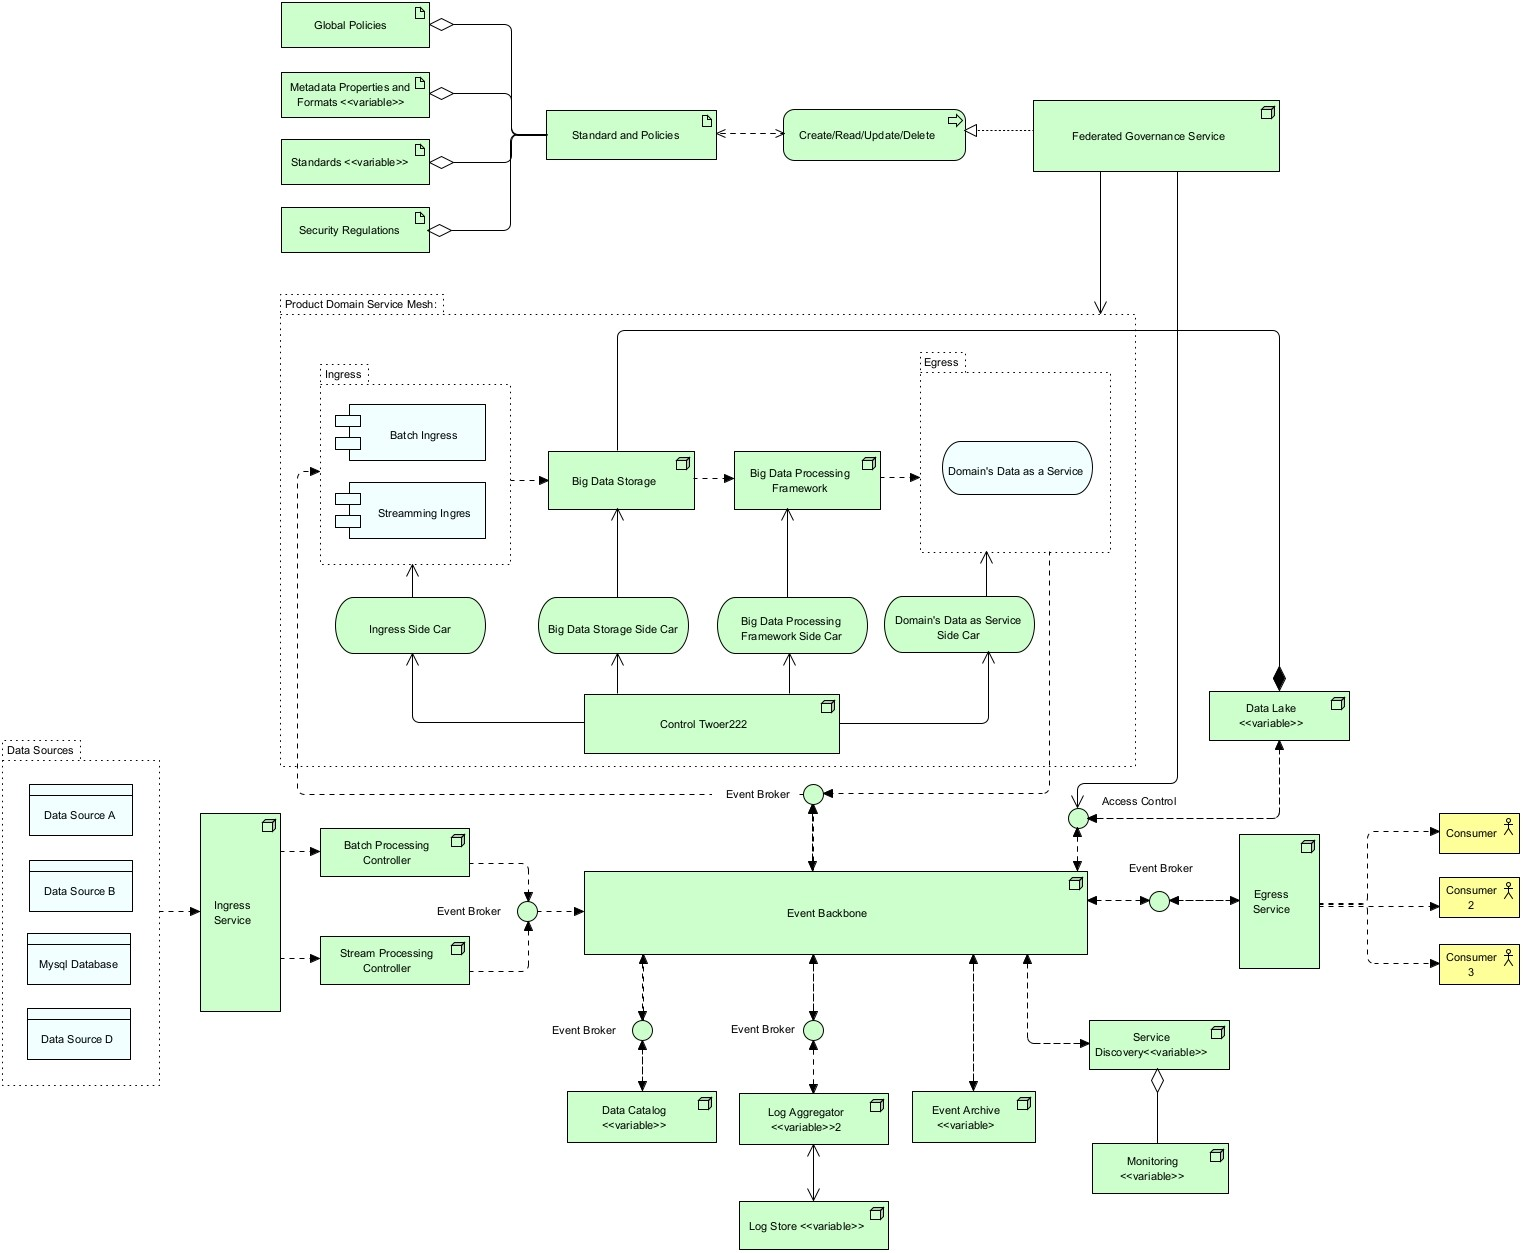 Global Policies
Metadata Properties and
Formats <<variable>>
Standards <<variable>>
Security Regulations
Standard and Policies
Create/Read/Update/Delete
Federated Governance Service
Product Domain Service Mesh:
Ingress
Batch Ingress
Streamming Ingres
Big Data Storage
Big Data Processing
Framework
Egress
Domain's Data as a Service
Ingress Side Car
Big Data Storage Side Car
Big Data Processing
Framework Side Car
Domain's Data as Service
Side Car
Control Twoer222
Data Lake
<<variable>>
Data Sources
Data Source A
Data Source B
Mysql Database
Data Source D
Ingress
Service
Batch Processing
Controller
Stream Processing
Controller
Event Broker
Event Broker
Access Control
Event Backbone
Event Broker
Egress
Service
Consumer
Consumer
2
Consumer
3
Event Broker
Event Broker
Service
Discovery<<variable>>
Data Catalog
<<variable>>
Log Aggregator
<<variable>>2
Event Archive
<<variable>
Monitoring
<<variable>>
Log Store <<variable>>